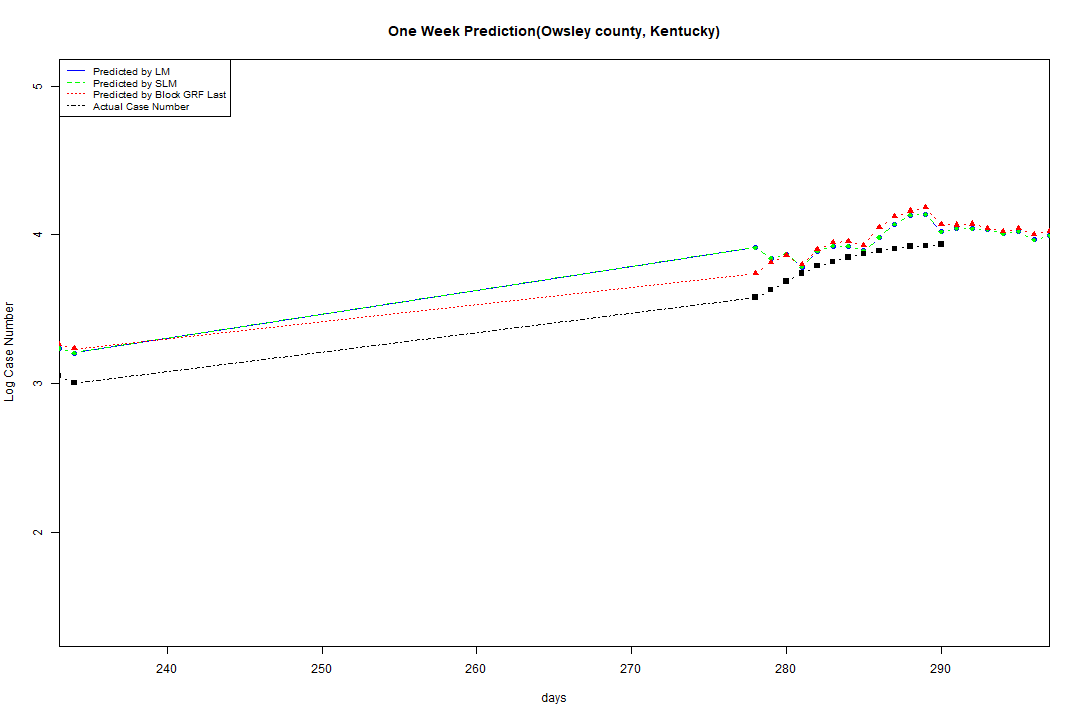 One Week Prediction(Owsley county, Kentucky)
Predicted by LM
Predicted by SLM
Predicted by Block GRF Last
Actual Case Number
5
4
3
2
Log Case Number
240 250 260 270 280 290
days